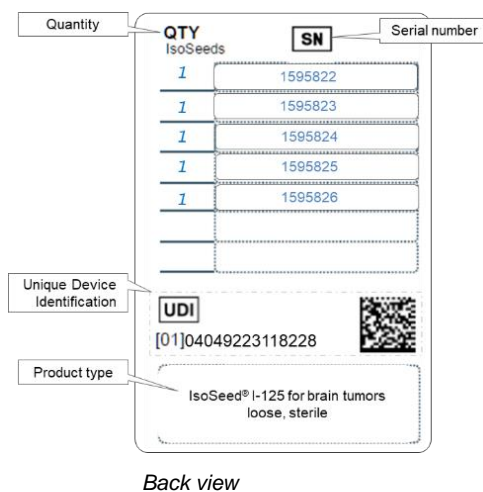 Quantity
QTY
IsoSeeds
SN
Serial number
1 1595822
1 1595823
1 1595824
1 1595825
1 1595826
Unique Device
Identification
UDI
[01]04049223118228
Product type
IsoSeed® I-125 for brain tumors
loose, sterile
Back view